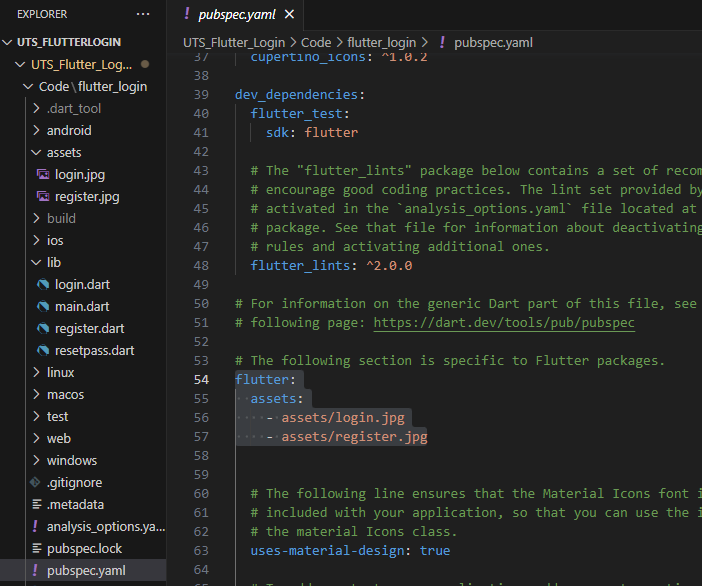 EXPLORER
···
UTS_FLUTTERLOGIN
UTS_Flutter_Log...
Code\flutter_login
.dart_tool
android
assets
login.jpg
register.jpg
build
ios
lib
login.dart
main.dart
register.dart
resetpass.dart
linux
macos
test
web
windows
.gitignore
.metadata
! analysis_options.ya...
pubspec.lock
! pubspec.yaml
! pubspec.yaml ×
UTS_Flutter_Login > Code > flutter_login > ! pubspec.yaml
37 cupertino_icons: ^1.0.2
38
39 dev_dependencies:
40 flutter_test:
41 sdk: flutter
42
43 # The "flutter_lints" package below contains a set of recom
44 # encourage good coding practices. The lint set provided by
45 # activated in the `analysis_options.yaml` file located at
46 # package. See that file for information about deactivating
47 # rules and activating additional ones.
48 flutter_lints: ^2.0.0
49
50 # For information on the generic Dart part of this file, see
51 # following page: https://dart.dev/tools/pub/pubspec
52
53 # The following section is specific to Flutter packages.
54 flutter:
55 assets:
56 - assets/login.jpg
57 - assets/register.jpg
58
59
60 # The following line ensures that the Material Icons font i
61 # included with your application, so that you can use the i
62 # the material Icons class.
63 uses-material-design: true
64